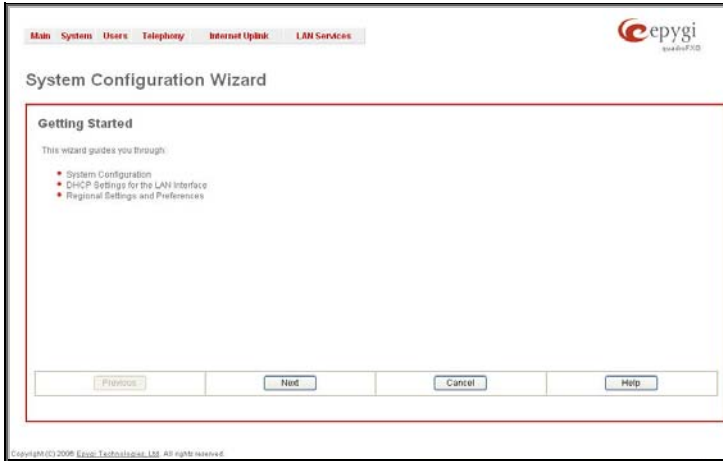 Main System Users Telephony Internet Uplink LAN Services
epygi
quadroFXO
System Configuration Wizard
Getting Started
This wizard guides you through:
System Configuration
DHCP Settings for the LAN Interface
Regional Settings and Preferences
Previous Next Cancel Help
Copyright (C) 2006 Epygi Technologies, Ltd. All rights reserved.